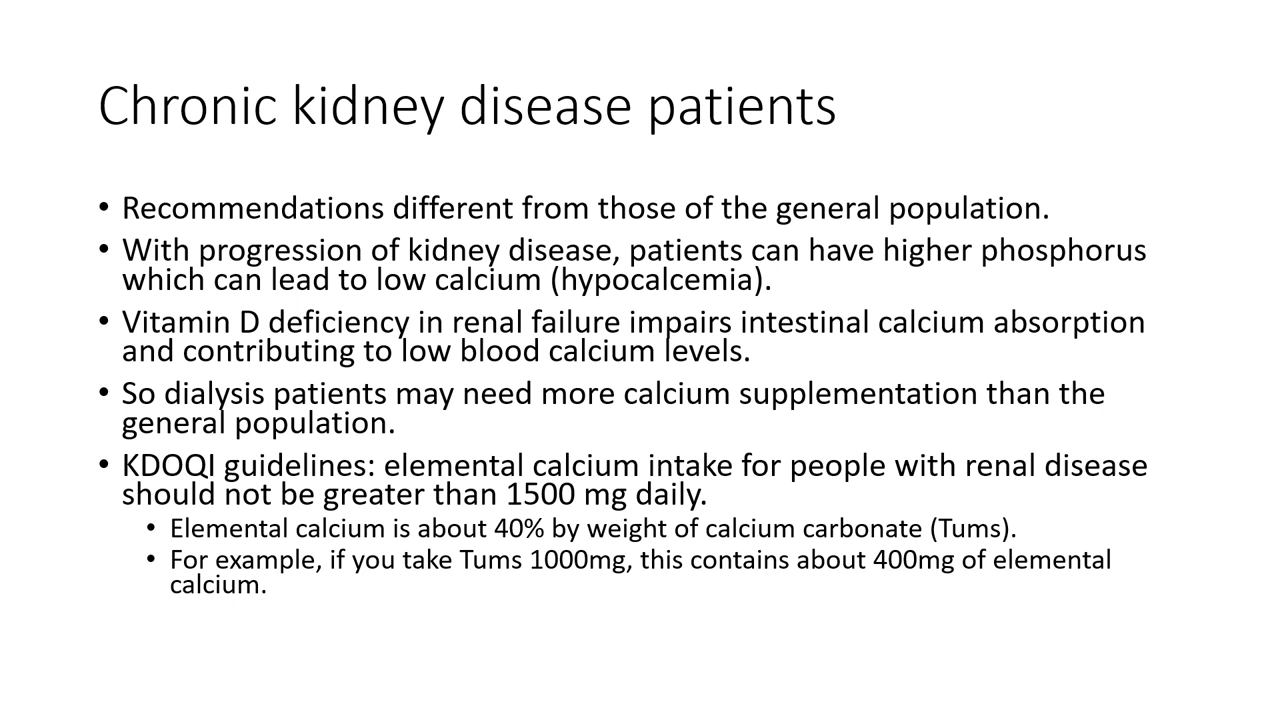 Chronic kidney disease patients
• Recommendations different from those of the general population.
• With progression of kidney disease, patients can have higher phosphorus
which can lead to low calcium (hypocalcemia).
• Vitamin D deficiency in renal failure impairs intestinal calcium absorption
and contributing to low blood calcium levels.
• So dialysis patients may need more calcium supplementation than the
general population.
• KDOQI guidelines: elemental calcium intake for people with renal disease
should not be greater than 1500 mg daily.
• Elemental calcium is about 40% by weight of calcium carbonate (Tums).
• For example, if you take Tums 1000mg, this contains about 400mg of elemental
calcium.